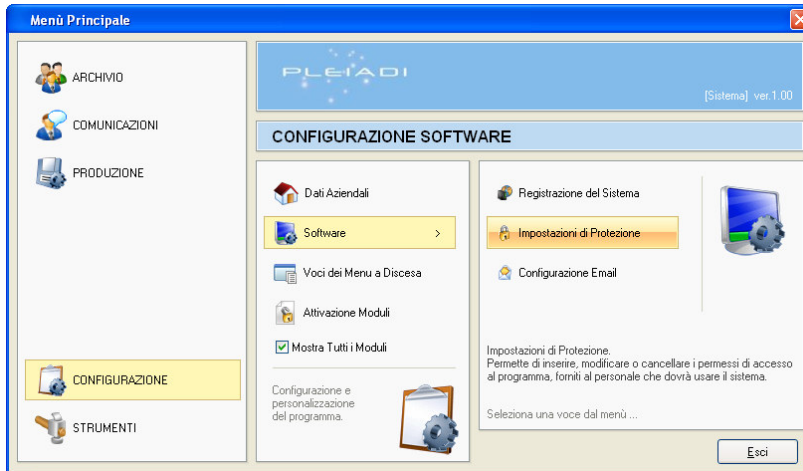 Menù Principale
ARCHIVIO
COMUNICAZIONI
PRODUZIONE
CONFIGURAZIONE
STRUMENTI
PLEIADI
[Sistema] ver.1.00
CONFIGURAZIONE SOFTWARE
Dati Aziendali
Software >
Voci dei Menu a Discesa
Attivazione Moduli
Mostra Tutti i Moduli
Configurazione e
personalizzazione
del programma.
Registrazione del Sistema
Impostazioni di Protezione
Configurazione Email
Impostazioni di Protezione.
Permette di inserire, modificare o cancellare i permessi di accesso
al programma, forniti al personale che dovrà usare il sistema.
Seleziona una voce dal menù ...
Esci